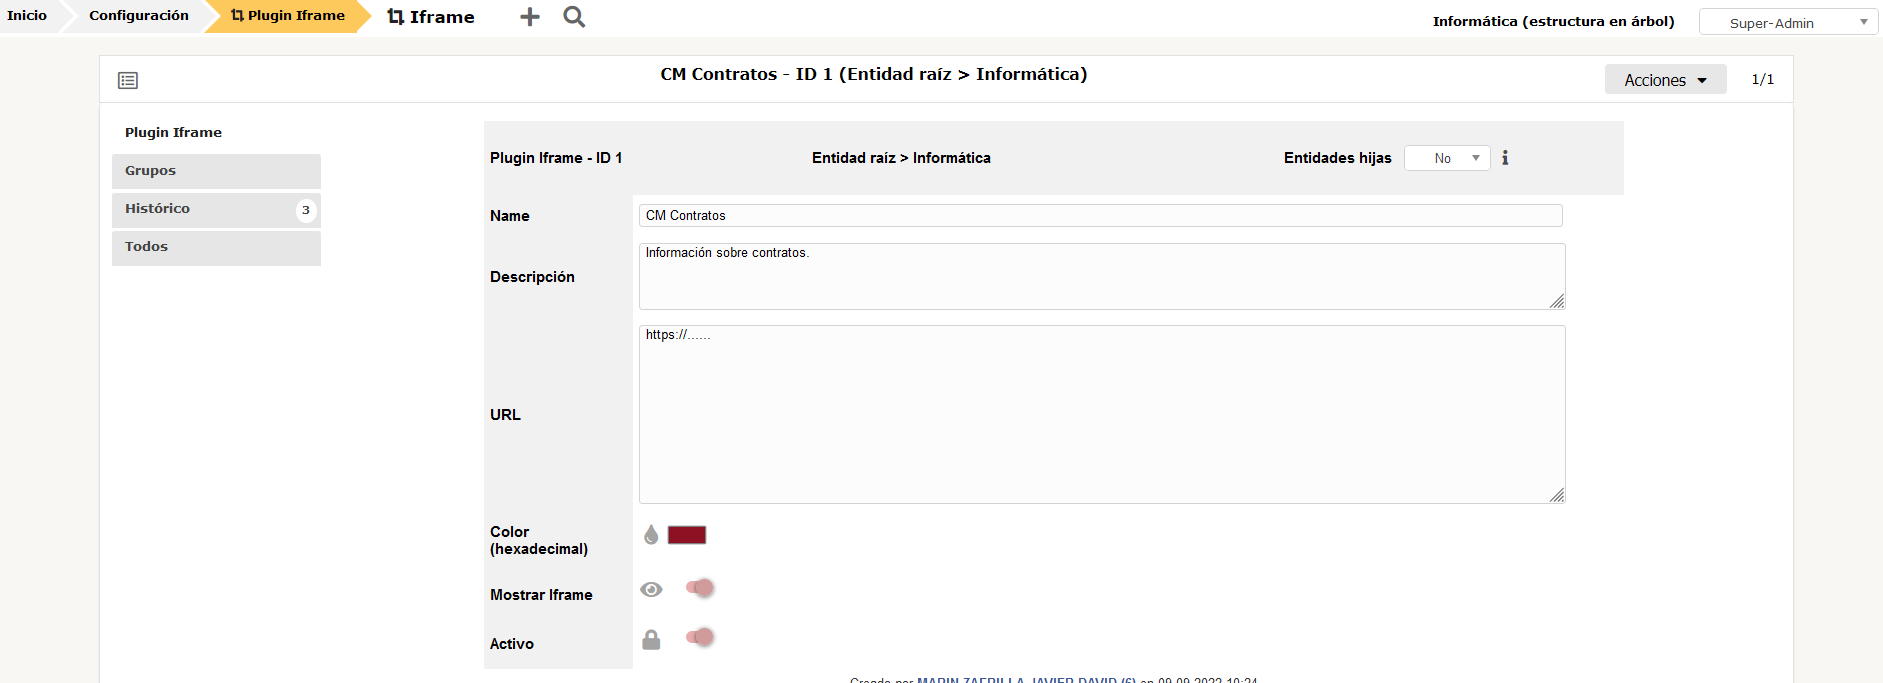 Inicio
Configuración
Plugin Iframe
Iframe
Informática (estructura en árbol)
Super-Admin
CM Contratos - ID 1 (Entidad raíz > Informática)
Acciones
1/1
Plugin Iframe
Grupos
Histórico 3
Todos
Plugin Iframe - ID 1
Entidad raíz > Informática
Entidades hijas
No
Name
CM Contratos
Descripción
Información sobre contratos.
URL
https://......
Color
(hexadecimal)
Mostrar Iframe
Activo
Creado por MARIN ZAFRILLA JAVIER DAVID (6) en 09-09-2022 10:24